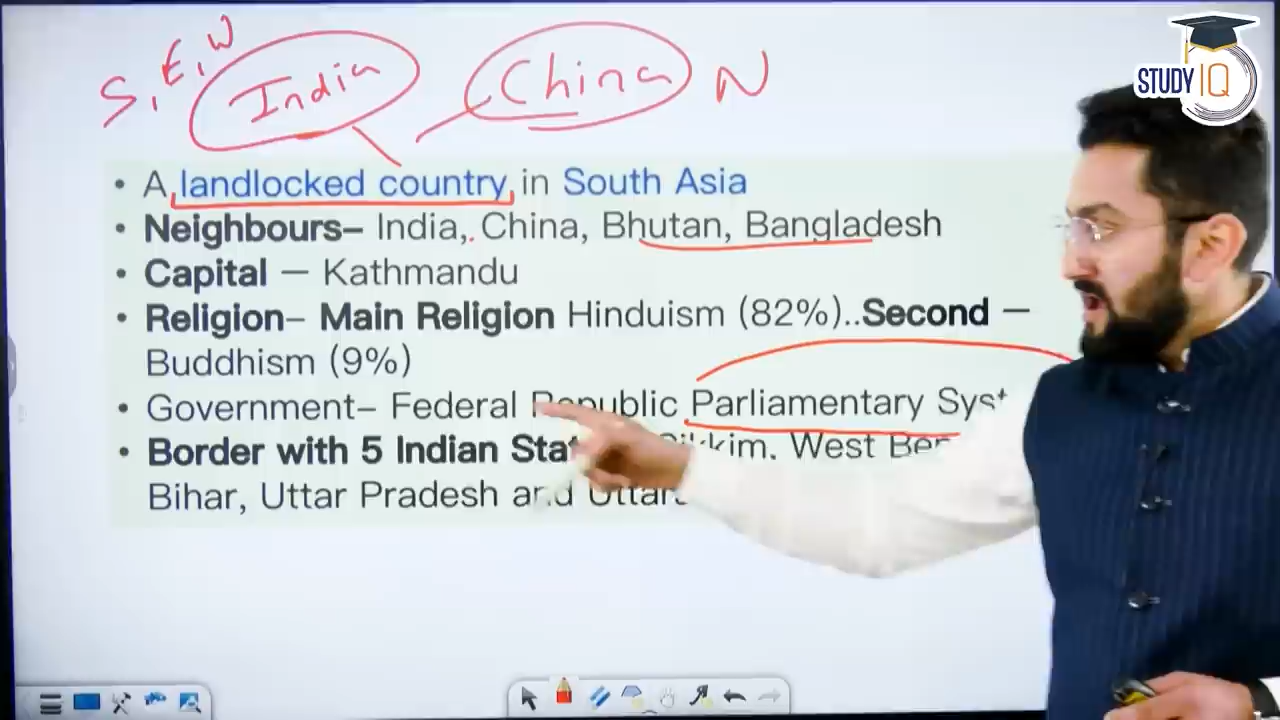 S, E, W India China N
STUDY IQ
• A landlocked country, in South Asia
• Neighbours– India, China, Bhutan, Bangladesh
• Capital — Kathmandu
• Religion– Main Religion Hinduism (82%)..Second —
Buddhism (9%)
• Government– Federal Republic Parliamentary Syst
• Border with 5 Indian Stat kkim, West Ben
Bihar, Uttar Pradesh and Uttara